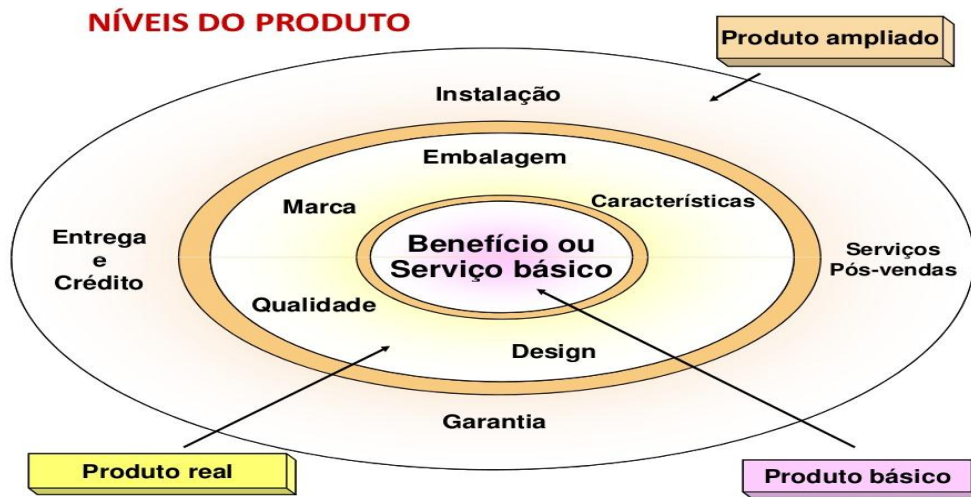 NÍVEIS DO PRODUTO
Produto ampliado
Instalação
Embalagem
Marca
Características
Entrega
e
Crédito
Benefício ou
Serviço básico
Serviços
Pós-vendas
Qualidade
Design
Garantia
Produto real
Produto básico